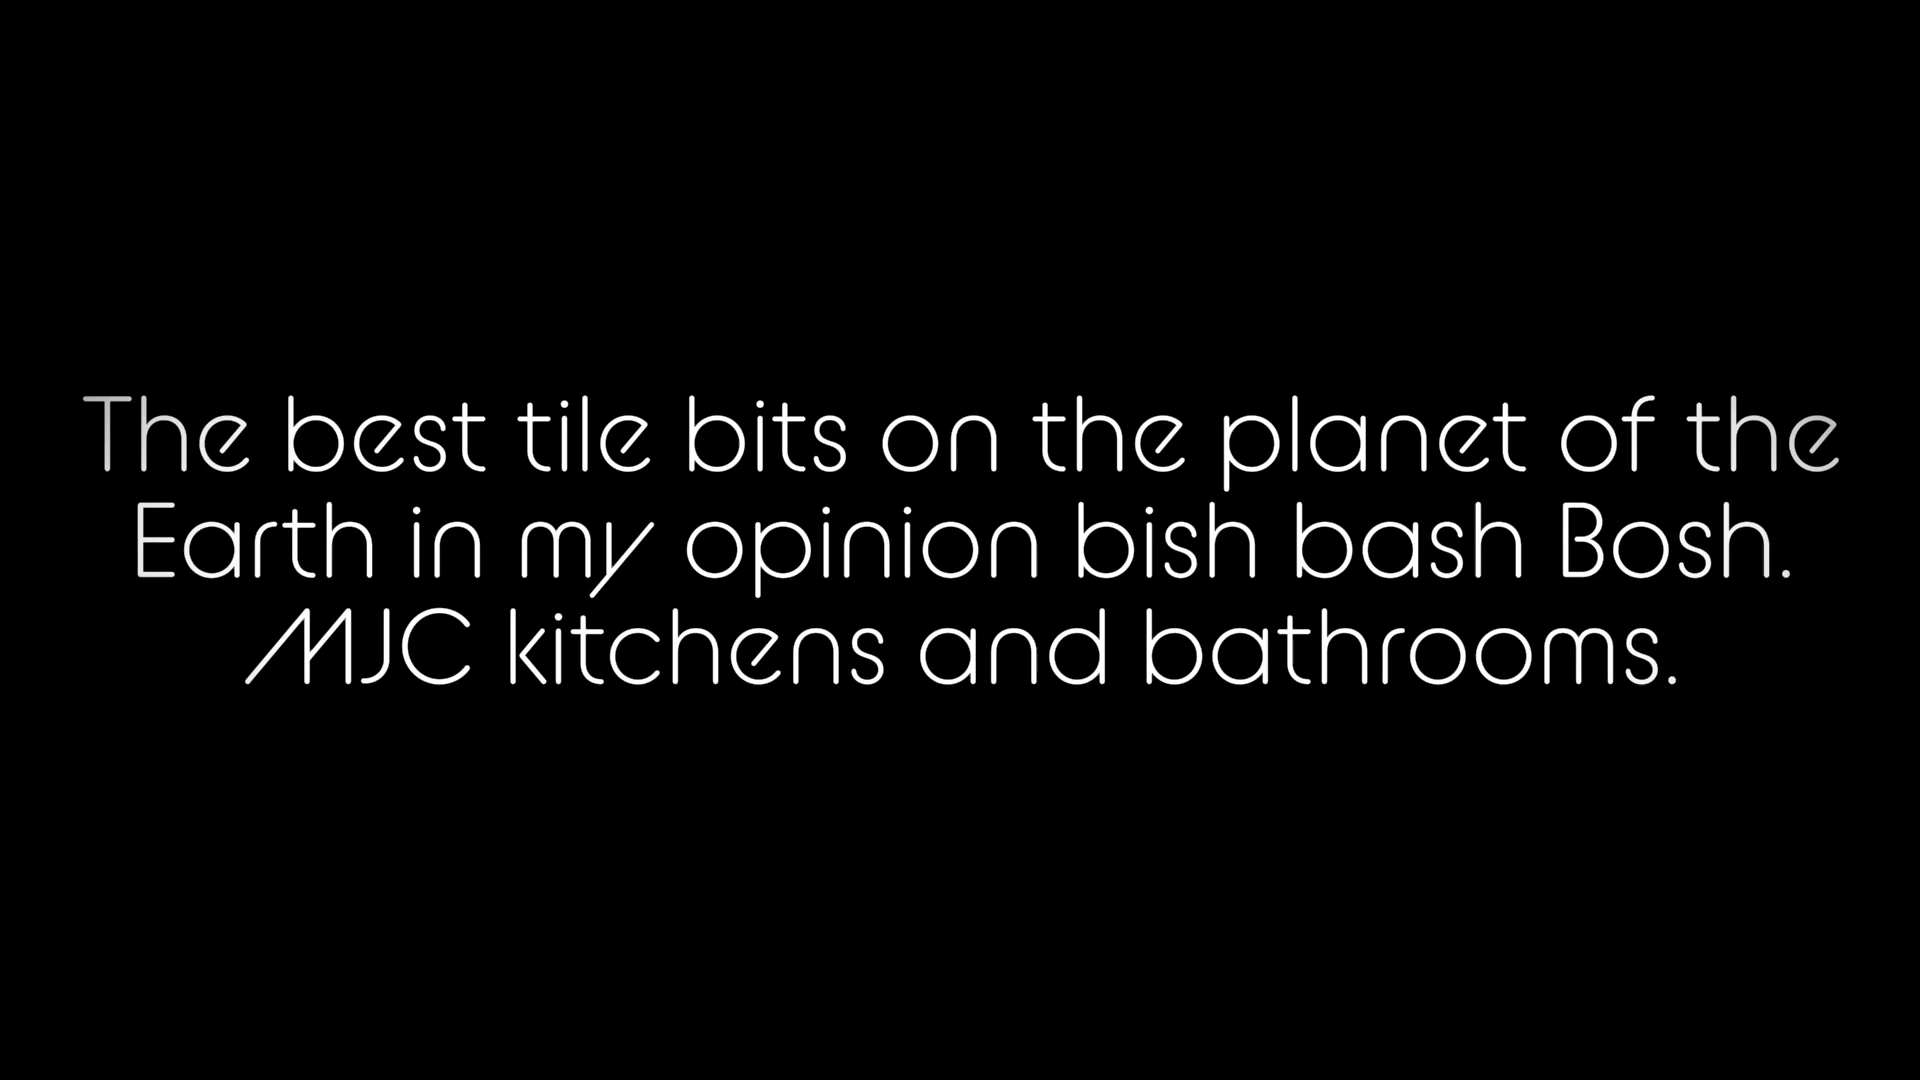 The best tile bits on the planet of the
Earth in my opinion bish bash Bosh.
MJC kitchens and bathrooms.